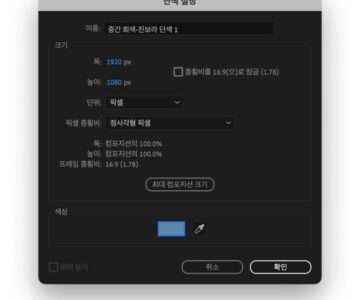 단색 설정
이름: 중간 회색-진보라 단색 1
크기
폭: 1920 px
종횡비를 16:9(으)로 잠금 (1.78)
높이: 1080 px
단위: 픽셀
픽셀 종횡비: 정사각형 픽셀
폭: 컴포지션의 100.0%
높이: 컴포지션의 100.0%
프레임 종횡비: 16:9 (1.78)
최대 컴포지션 크기
색상
취소
확인